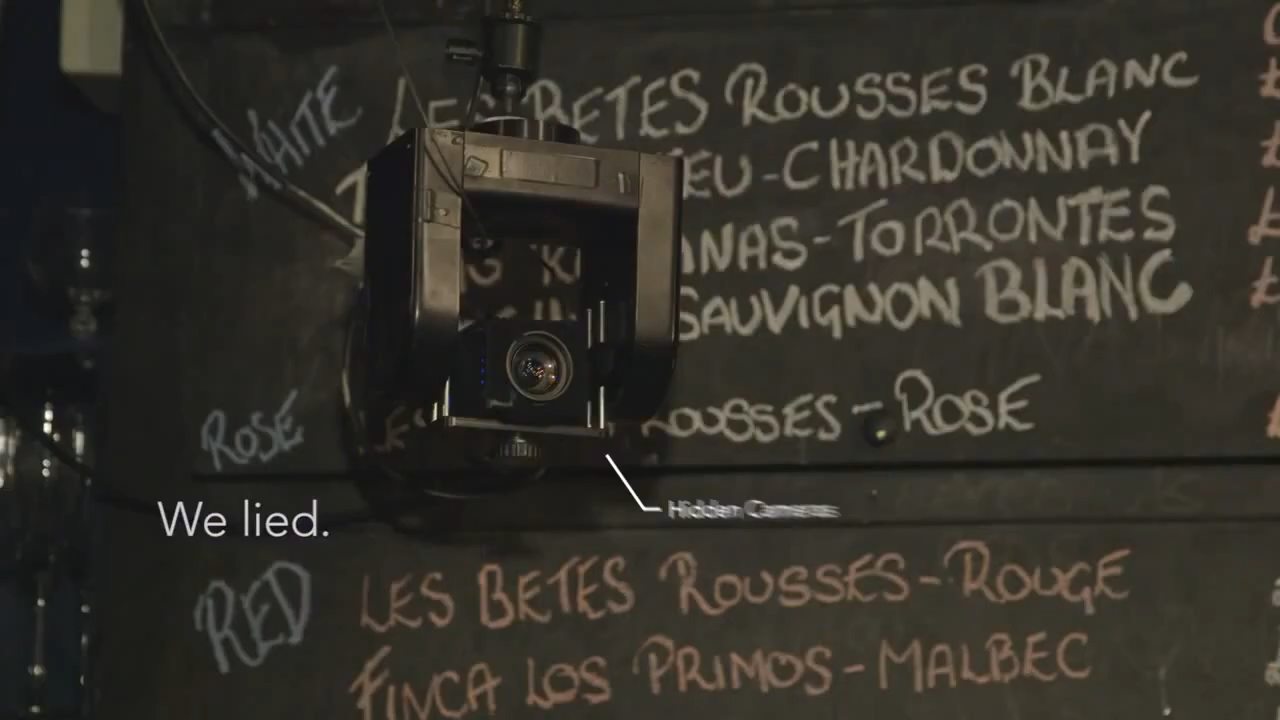 WHITE LES BETES ROUSSES BLANC
EU-CHARDONNAY
ANAS-TORRONTES
SAUVIGNON BLANC
ROSE ROUSSES-ROSE
Hidden Cameras
We lied.
RED LES BETES ROUSSES-ROUGE
FINCA LOS PRIMOS-MALBEC